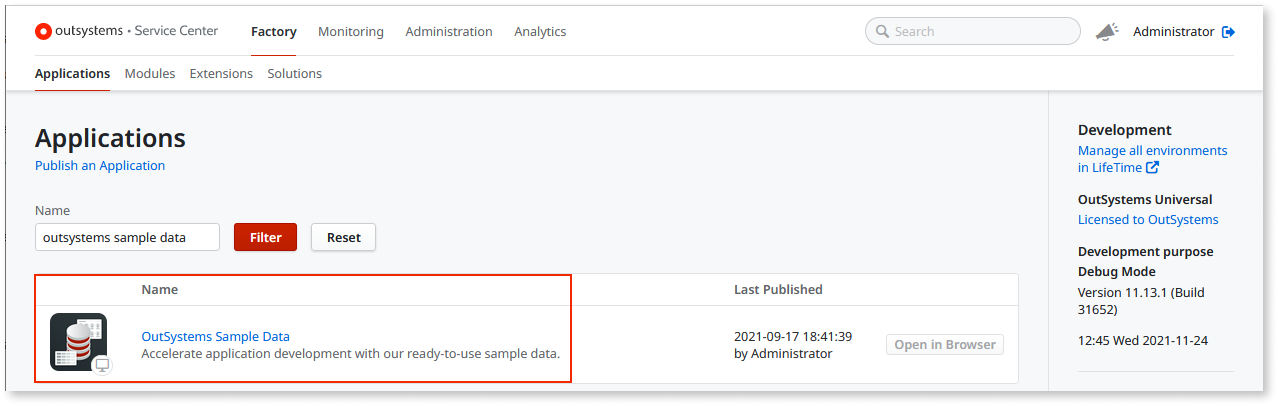 outsystems • Service Center
Factory
Monitoring
Administration
Analytics
Search
Administrator
Applications
Modules
Extensions
Solutions
Applications
Publish an Application
Name
outsystems sample data
Filter
Reset
Name
Last Published
OutSystems Sample Data
Accelerate application development with our ready-to-use sample data.
2021-09-17 18:41:39
by Administrator
Open in Browser
Development
Manage all environments
in LifeTime
OutSystems Universal
Licensed to OutSystems
Development purpose
Debug Mode
Version 11.13.1 (Build
31652)
12:45 Wed 2021-11-24